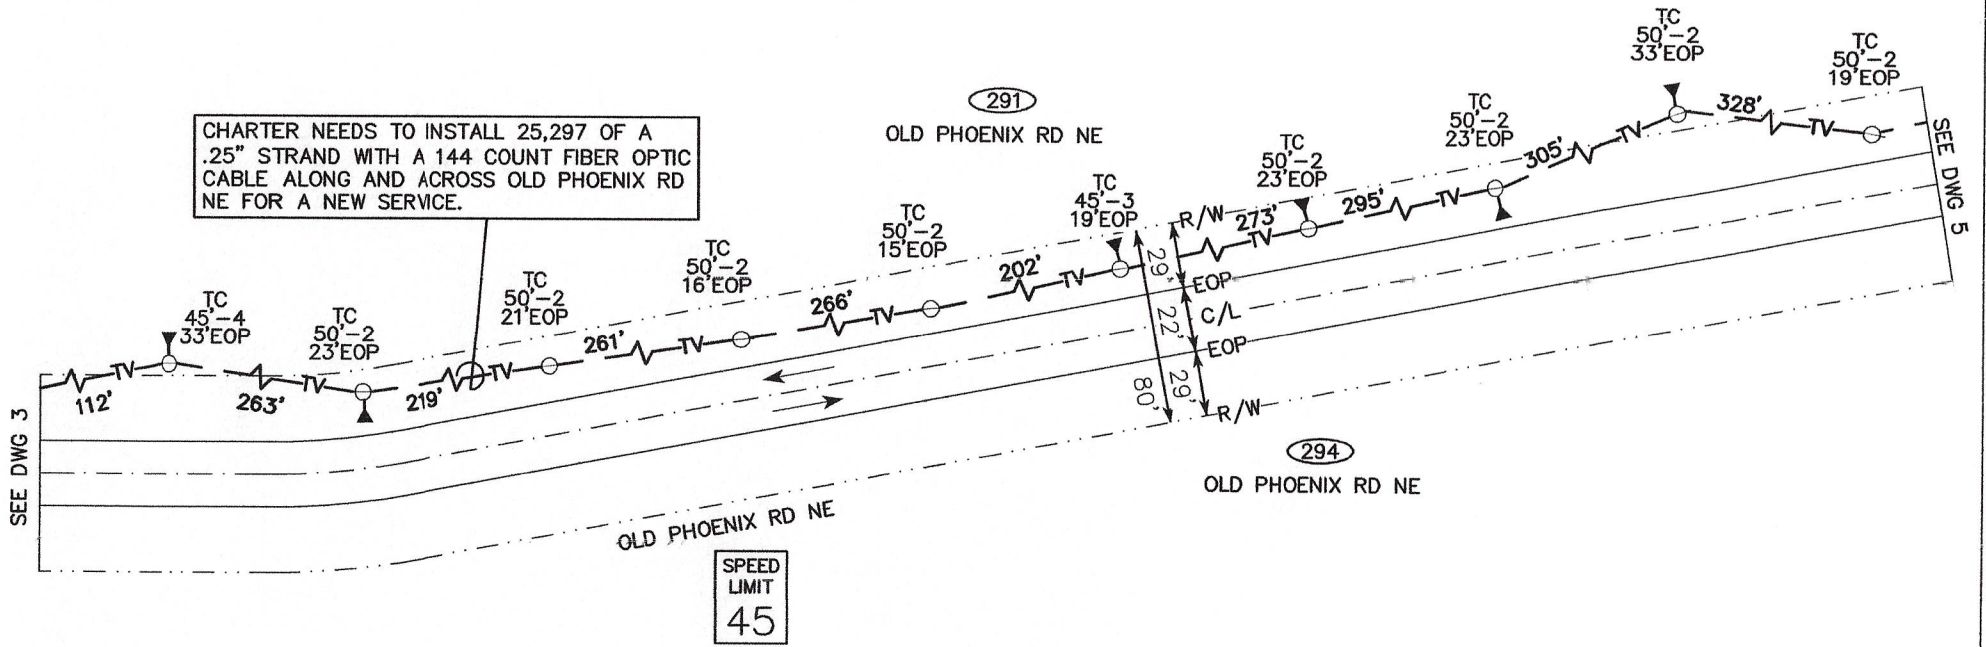 TC
50'-2
33'EOP
TC
50'-2
19'EOP
291
OLD PHOENIX RD NE
CHARTER NEEDS TO INSTALL 25,297 OF A
.25" STRAND WITH A 144 COUNT FIBER OPTIC
CABLE ALONG AND ACROSS OLD PHOENIX RD
NE FOR A NEW SERVICE.
TC
50'-2
23'EOP
TC
50'-2
23'EOP
TC
45'-3
19'EOP
TC
50'-2
15'EOP
TC
50'-2
16'EOP
TC
50'-2
21'EOP
TC
45'-4
33'EOP
TC
50'-2
23'EOP
SEE DWG 3
112'
TV
263'
TV
219'
TV
261'
TV
266'
TV
202'
TV
273'
TV
295'
TV
305'
TV
328'
TV
SEE DWG 5
R/W
29'
EOP
22'
C/L
EOP
29'
80'
R/W
294
OLD PHOENIX RD NE
OLD PHOENIX RD NE
SPEED
LIMIT
45